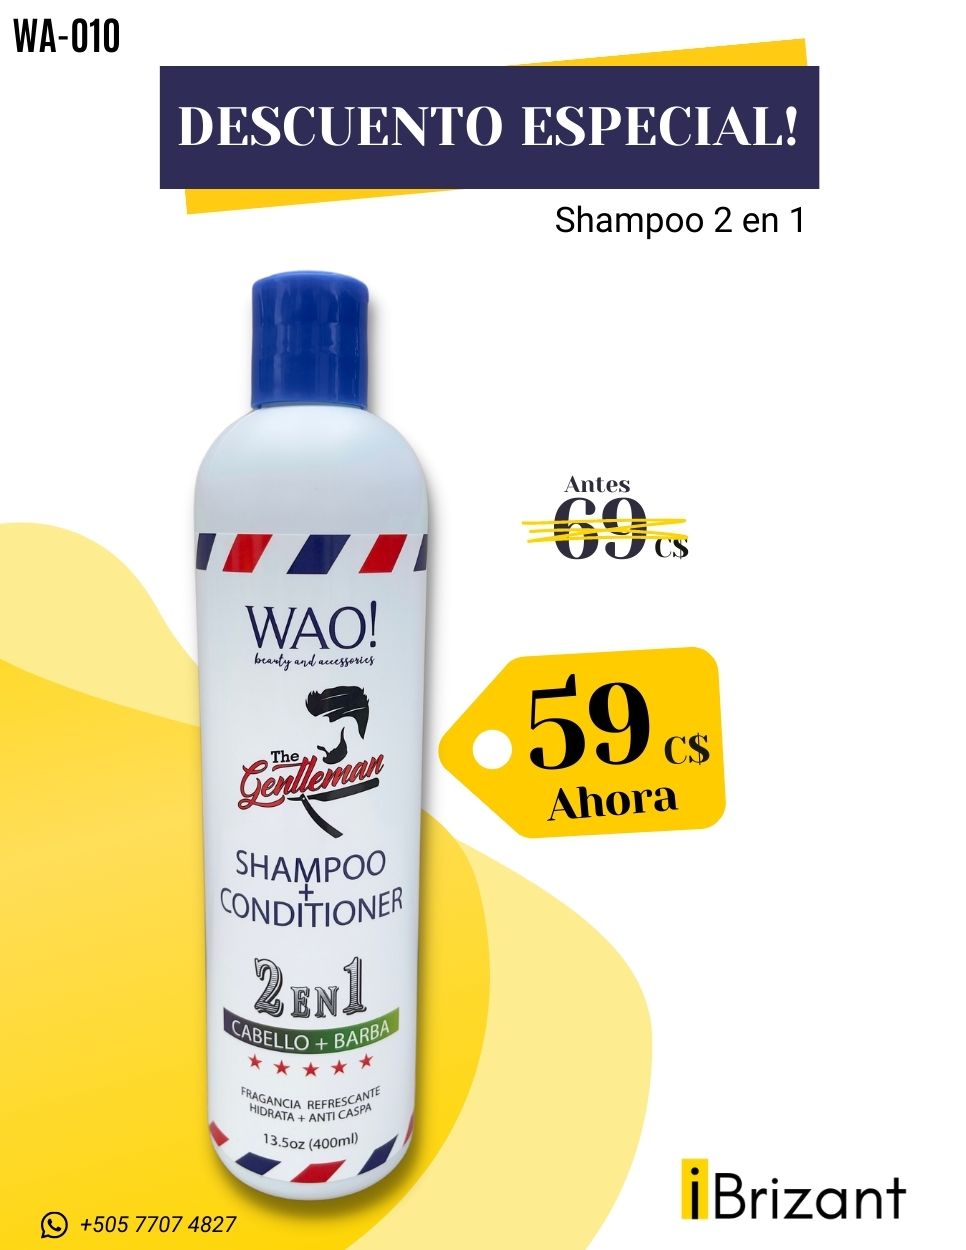 WA-010
DESCUENTO ESPECIAL!
Shampoo 2 en 1
Antes
69 C$
59 C$
Ahora
WAO!
beauty and accessories
The
Gentleman
SHAMPOO
+
CONDITIONER
2 EN 1
CABELLO + BARBA
FRAGANCIA REFRESCANTE
HIDRATA + ANTI CASPA
13.5oz (400ml)
+505 7707 4827
iBrizant